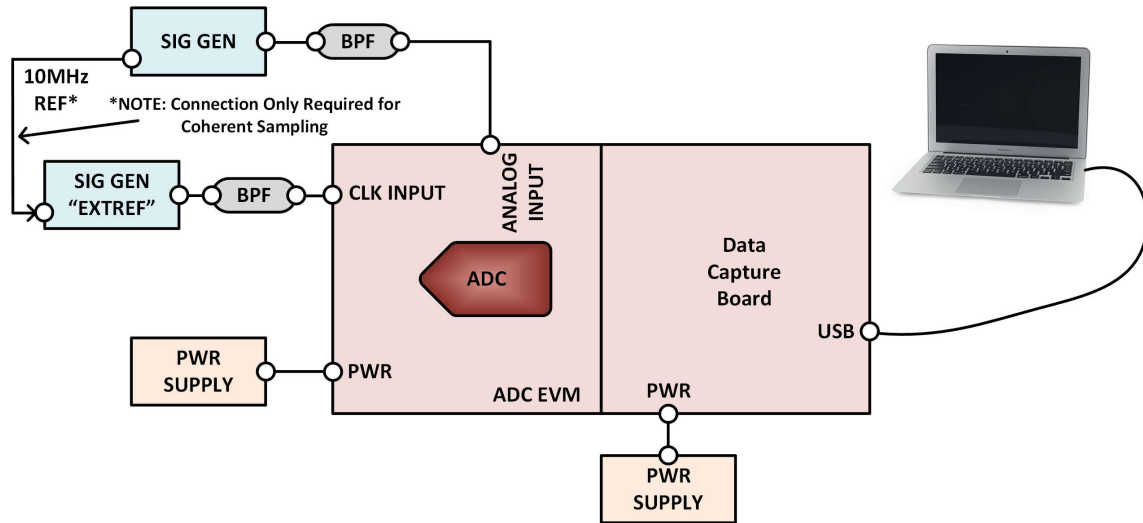 SIG GEN
BPF
10MHz
REF*
*NOTE: Connection Only Required for
Coherent Sampling
SIG GEN
“EXTREF”
BPF
CLK INPUT
ANALOG
INPUT
ADC
Data
Capture
Board
USB
PWR
SUPPLY
PWR
ADC EVM
PWR
PWR
SUPPLY